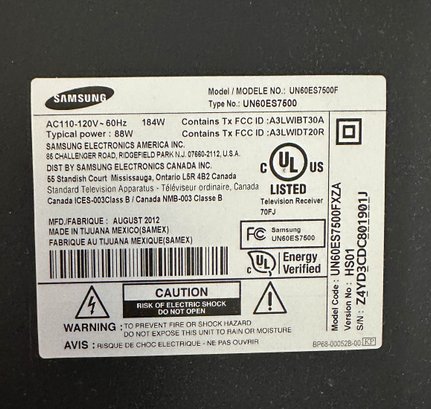 SAMSUNG
Model / MODELE NO.: UN60ES7500F
Type No.: UN60ES7500
AC110-120V~ 60Hz 184W Contains Tx FCC ID :A3LWIBT30A
Typical power : 88W Contains Tx FCC ID :A3LWIDT20R
SAMSUNG ELECTRONICS AMERICA INC.
85 CHALLENGER ROAD, RIDGEFIELD PARK N.J. 07660-2112, U.S.A.
DIST BY SAMSUNG ELECTRONICS CANADA INC.
55 Standish Court Mississauga, Ontario L5R 4B2 Canada
Standard Television Apparatus - Téléviseur ordinaire, Canada
Canada ICES-003Class B / Canada NMB-003 Classe B
c UL US
LISTED
Television Receiver
70FJ
MFD/FABRIQUE : AUGUST 2012
MADE IN TIJUANA MEXICO(SAMEX)
FABRIQUE AU TIJUANA MEXIQUE(SAMEX)
FC Samsung
UN60ES7500
c UL US
Energy
Verified
CAUTION
RISK OF ELECTRIC SHOCK
DO NOT OPEN
WARNING : TO PREVENT FIRE OR SHOCK HAZARD
DO NOT EXPOSE THIS UNIT TO RAIN OR MOISTURE
AVIS : RISQUE DE CHOC ELECTRIQUE - NE PAS OUVRIR
BP68-00052B-00 KP
Model Code : UN60ES7500FXZA
Version No : HS01
S/N : Z4YD3CDC801901J